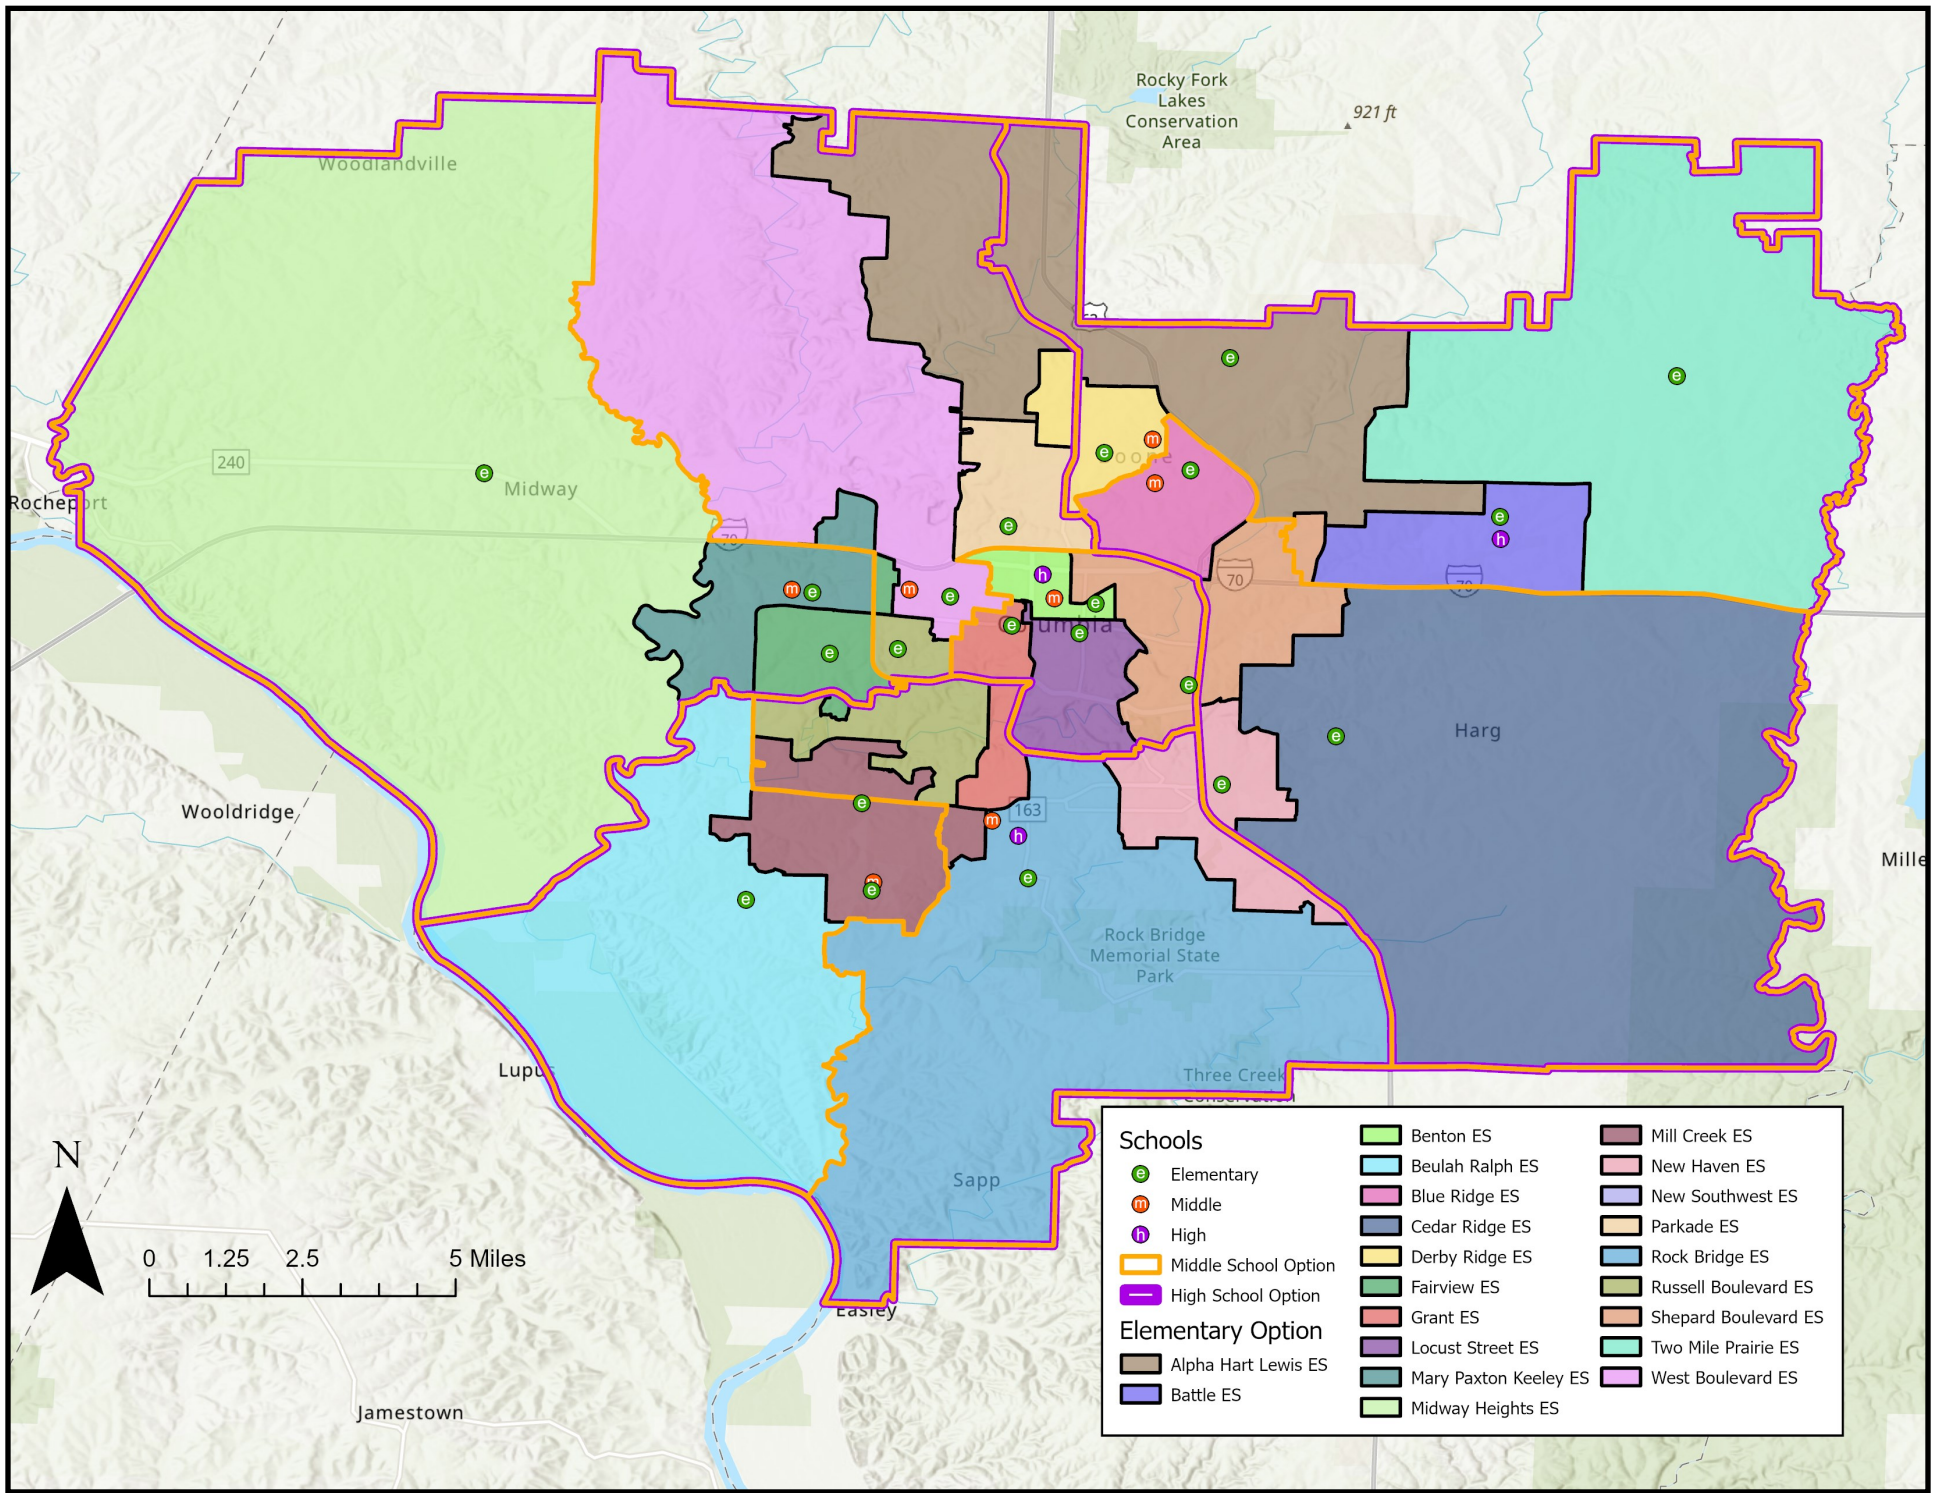 Rocky Fork
Lakes
Conservation
Area
921 ft
Woodlandville
240
Midway
Rocheport
70
Boone
70
70
Columbia
Harg
Wooldridge
163
Mille
Rock Bridge
Memorial State
Park
Lupus
Three Creek
Conservation
Sapp
Easley
Jamestown
N
0 1.25 2.5 5 Miles
e
e
e
m
e
e
m
e
h
e
h
m
e
m
e
m
e
m
e
e
e
e
e
e
e
e
e
m
h
e
m
e
e
Schools
e Elementary
m Middle
h High
Middle School Option
High School Option
Elementary Option
Alpha Hart Lewis ES
Battle ES
Benton ES
Beulah Ralph ES
Blue Ridge ES
Cedar Ridge ES
Derby Ridge ES
Fairview ES
Grant ES
Locust Street ES
Mary Paxton Keeley ES
Midway Heights ES
Mill Creek ES
New Haven ES
New Southwest ES
Parkade ES
Rock Bridge ES
Russell Boulevard ES
Shepard Boulevard ES
Two Mile Prairie ES
West Boulevard ES